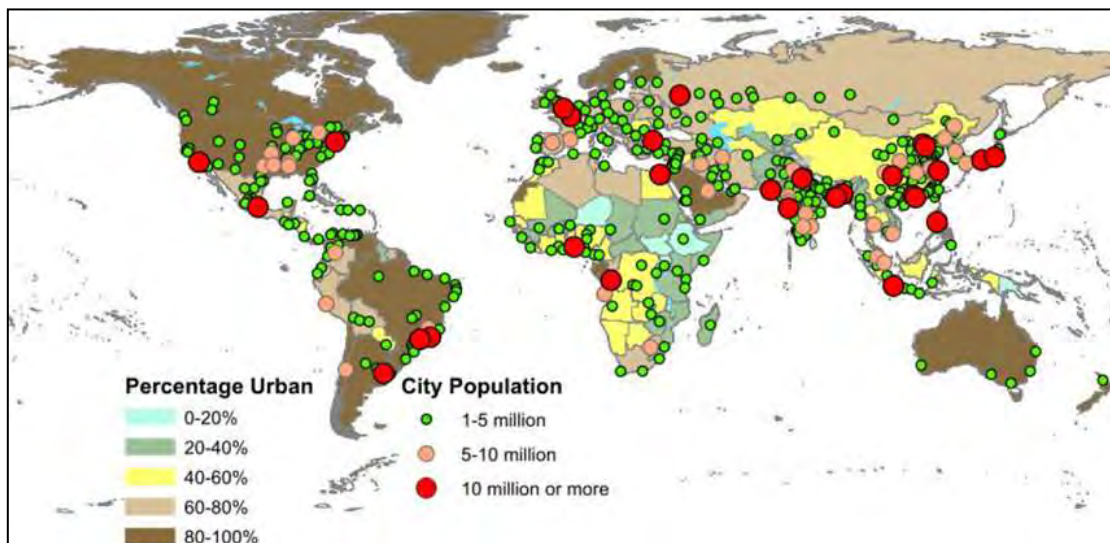 Percentage Urban
0-20%
20-40%
40-60%
60-80%
80-100%
City Population
1-5 million
5-10 million
10 million or more